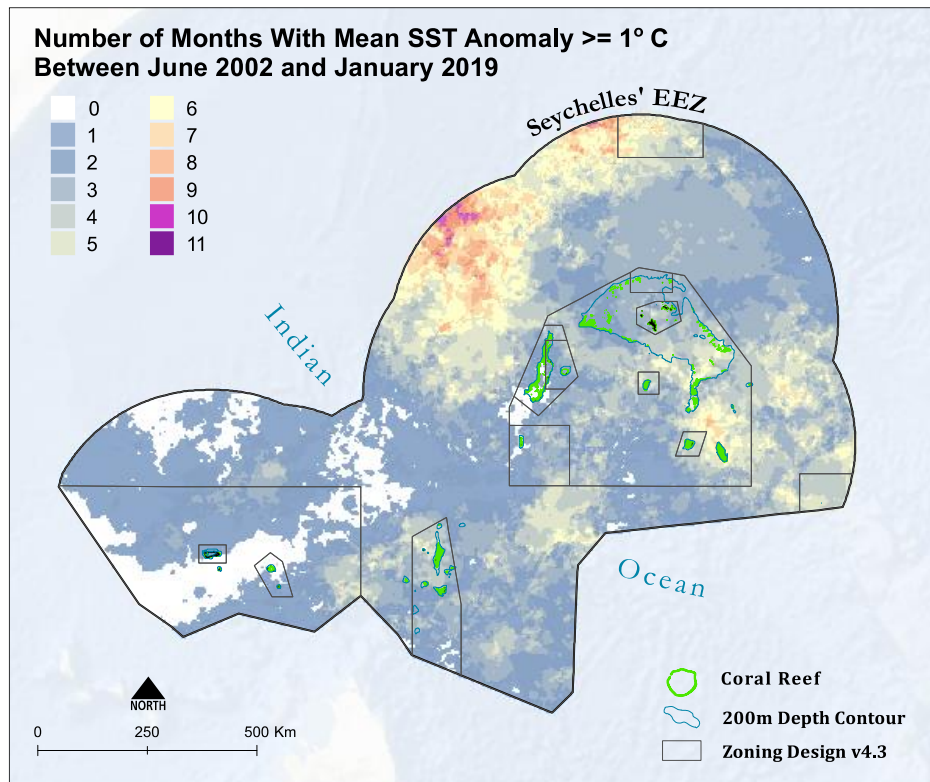 Number of Months With Mean SST Anomaly >= 1° C
Between June 2002 and January 2019
0
1
2
3
4
5
6
7
8
9
10
11
Seychelles' EEZ
Indian
Ocean
Coral Reef
200m Depth Contour
Zoning Design v4.3
NORTH
0 250 500 Km